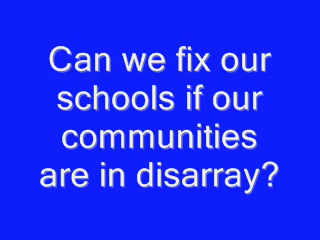 Can we fix our
schools if our
communities
are in disarray?